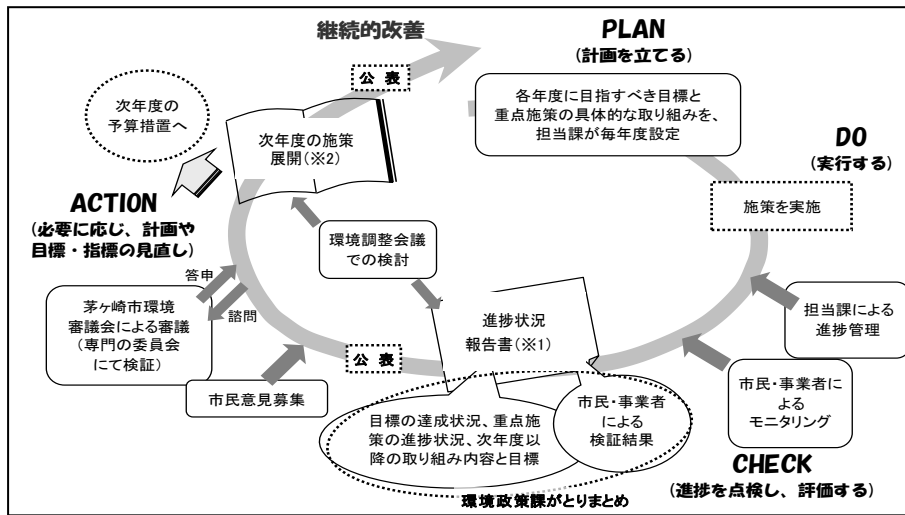 継続的改善
PLAN
(計画を立てる)
公 表
各年度に目指すべき目標と
重点施策の具体的な取り組みを、
担当課が毎年度設定
次年度の
予算措置へ
次年度の施策
展開(※2)
DO
(実行する)
施策を実施
ACTION
(必要に応じ、計画や
目標・指標の見直し)
環境調整会議
での検討
答申
諮問
茅ヶ崎市環境
審議会による審議
(専門の委員会
にて検証)
進捗状況
報告書(※1)
担当課による
進捗管理
公 表
市民意見募集
市民・事業者に
よる
モニタリング
目標の達成状況、重点施
策の進捗状況、次年度以
降の取り組み内容と目標
市民・事業者
による
検証結果
CHECK
(進捗を点検し、評価する)
環境政策課がとりまとめ